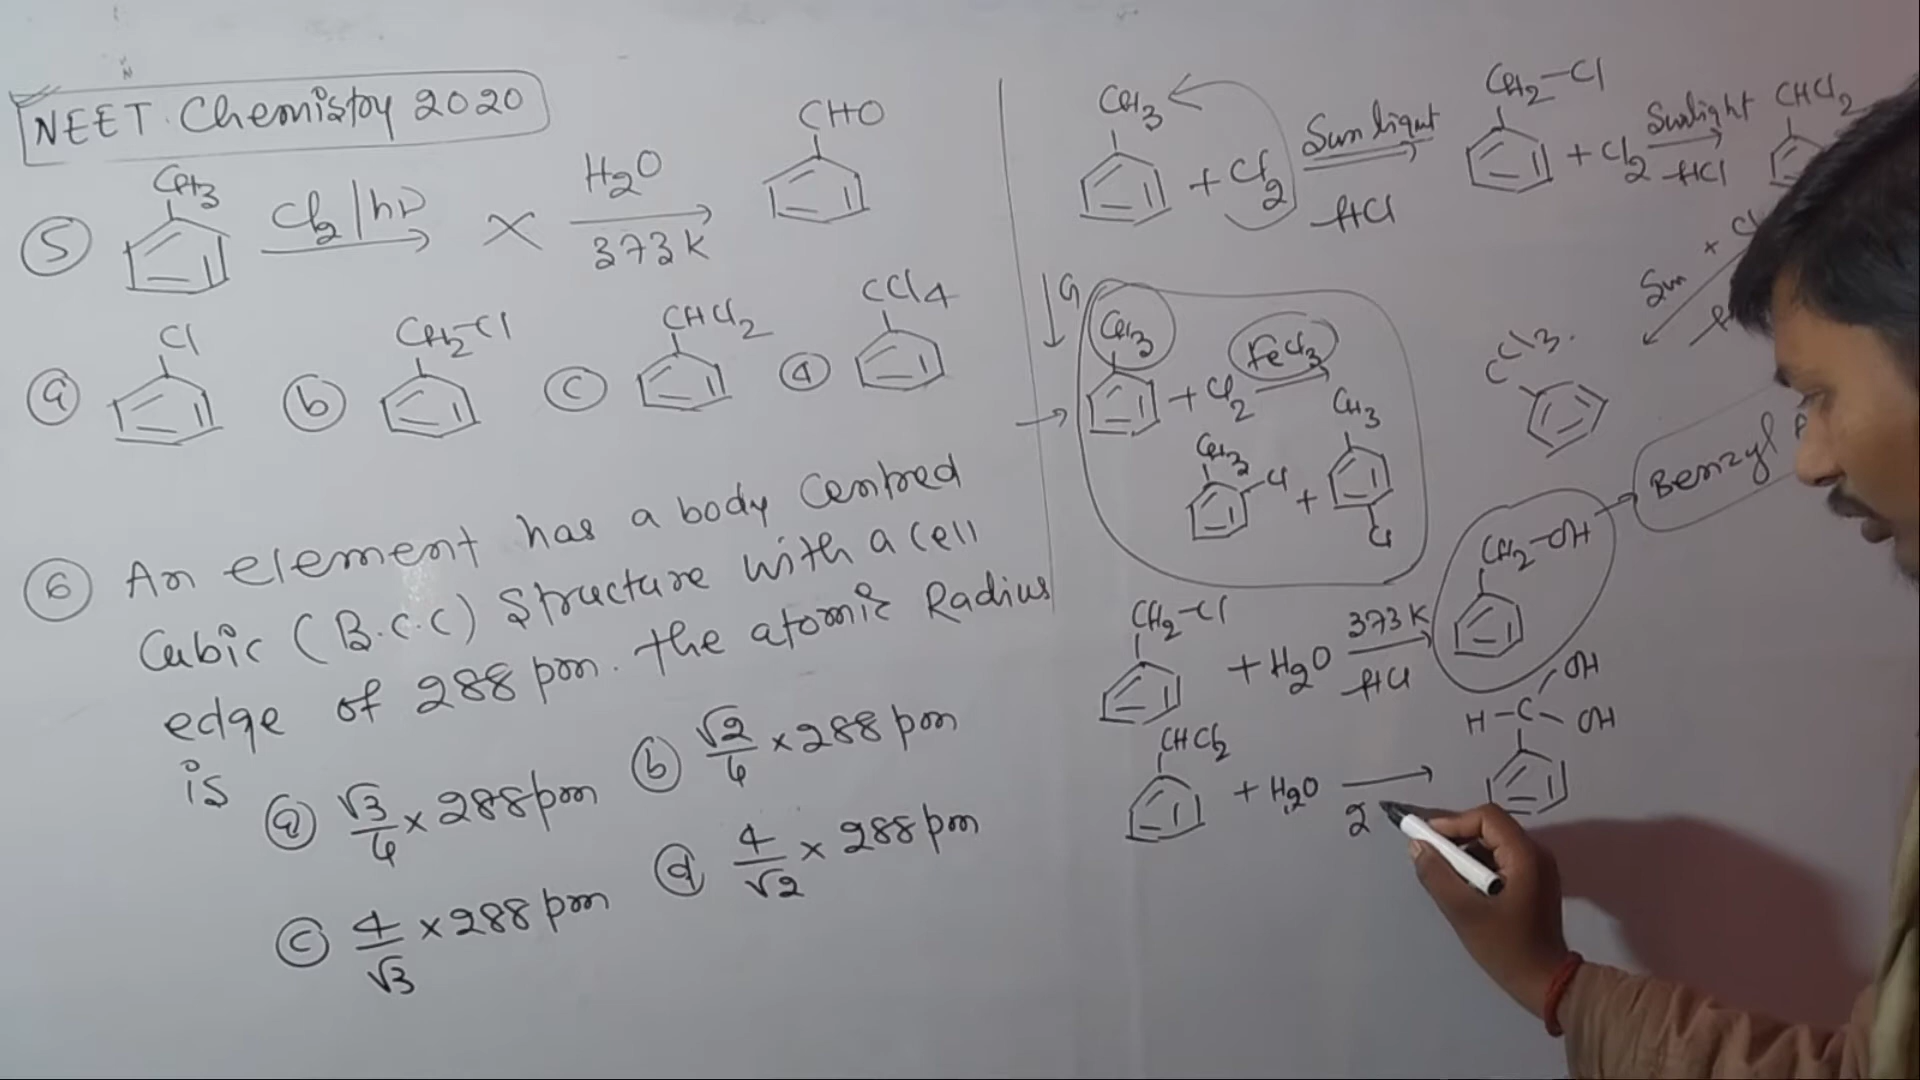 NEET Chemistry 2020
5 CH3 Cl2/hν X H2O 373K CHO
a Cl b CH2-Cl c CHCl2 d CCl4
6 An element has a body Centred
Cubic (B.C.C) Structure with a cell
edge of 288 pm. The atomic Radius
is
a √3/4 × 288 pm b √2/4 × 288 pm
c 4/√3 × 288 pm d 4/√2 × 288 pm
CH3 + Cl2 Sunlight -HCl CH2-Cl + Cl2 Sunlight -HCl CHCl2
Sun
CCl3
CH3 + Cl2 FeCl3
CH3 Cl + CH3 Cl
CH2-Cl + H2O 373K -HCl CH2-OH Benzyl
CHCl2 + H2O 2 H-C-OH OH